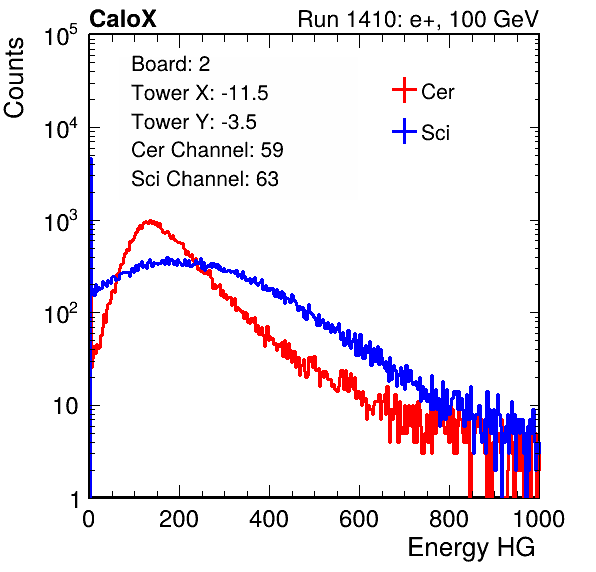 CaloX Run 1410: e+, 100 GeV
Counts
10^5
10^4
10^3
10^2
10
1
Board: 2
Tower X: -11.5
Tower Y: -3.5
Cer Channel: 59
Sci Channel: 63
Cer
Sci
0 200 400 600 800 1000
Energy HG